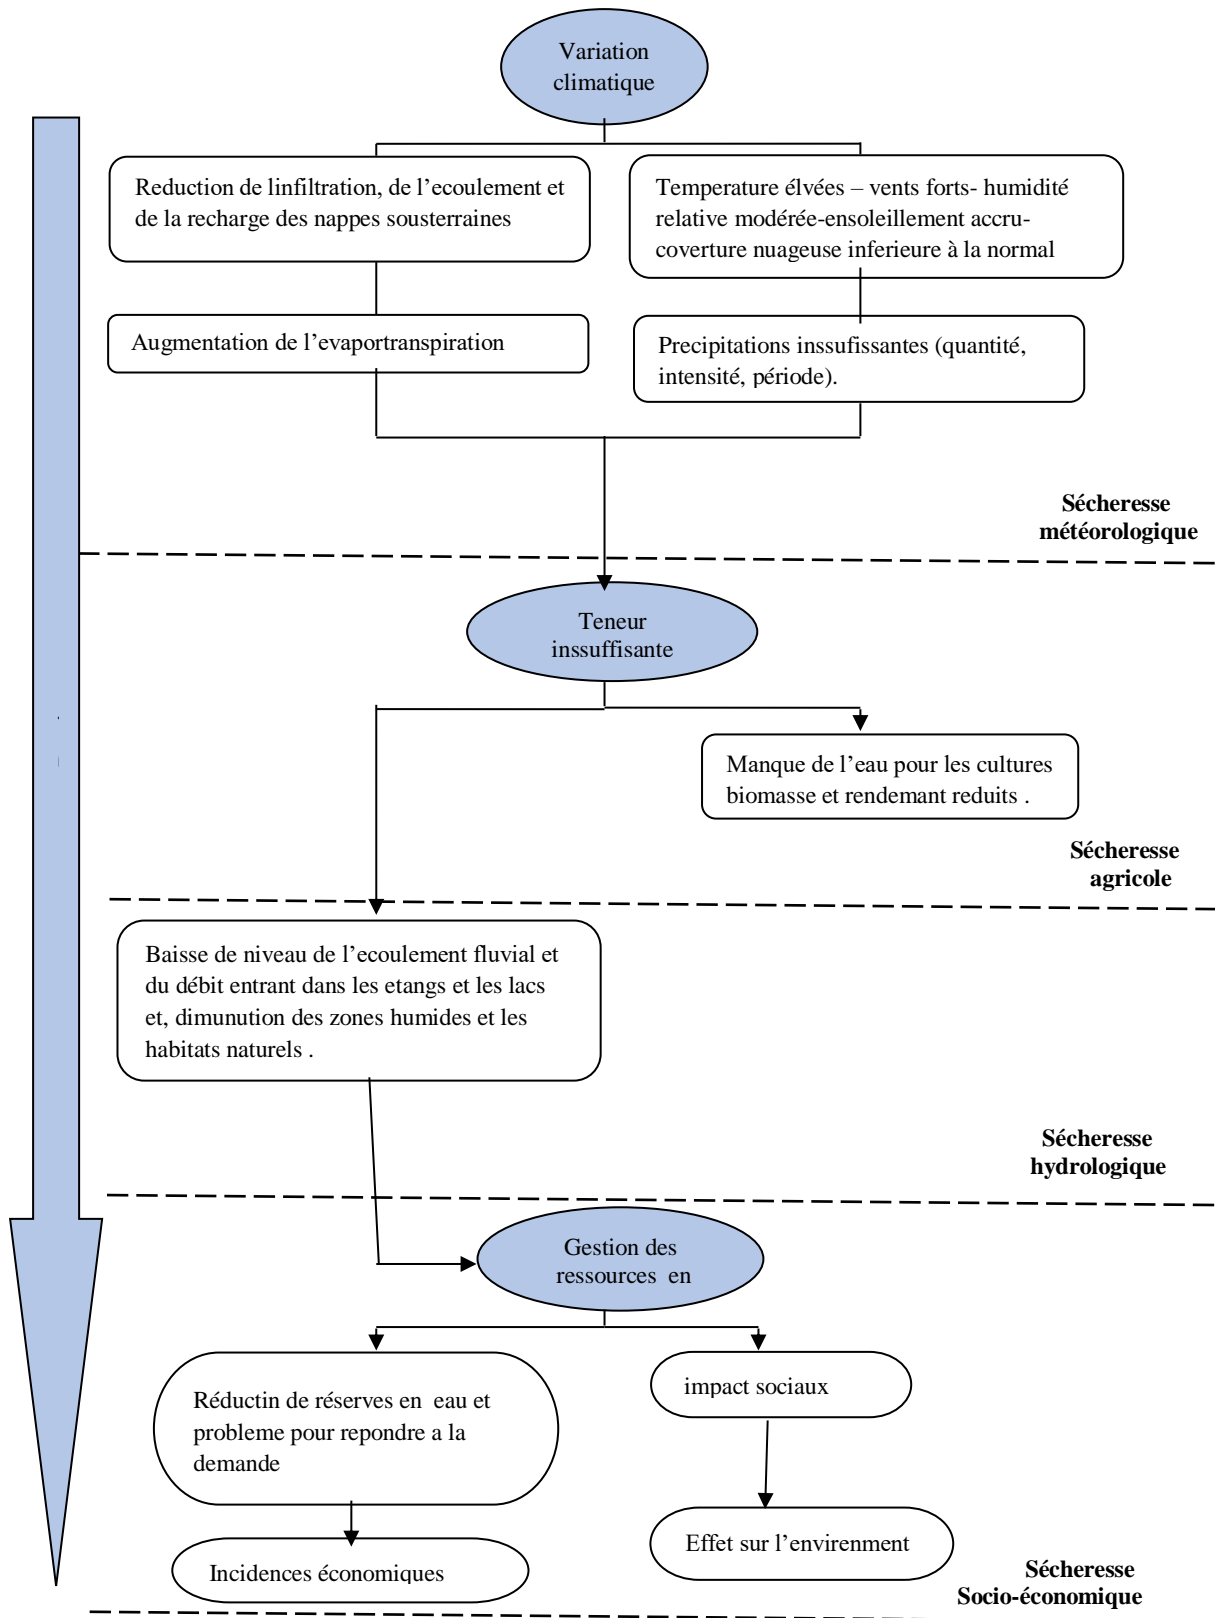 Variation
climatique
Reduction de linfiltration, de l’ecoulement et
de la recharge des nappes sousterraines
Temperature élvées – vents forts- humidité
relative modérée-ensoleillement accru-
coverture nuageuse inferieure à la normal
Augmentation de l’evaportranspiration
Precipitations inssufissantes (quantité,
intensité, période).
Sécheresse
météorologique
Teneur
inssuffisante
Manque de l’eau pour les cultures
biomasse et rendemant reduits .
Sécheresse
agricole
Baisse de niveau de l’ecoulement fluvial et
du débit entrant dans les etangs et les lacs
et, dimunution des zones humides et les
habitats naturels .
Sécheresse
hydrologique
Gestion des
ressources en
Réductin de réserves en eau et
probleme pour repondre a la
demande
impact sociaux
Incidences économiques
Effet sur l’envirenment
Sécheresse
Socio-économique